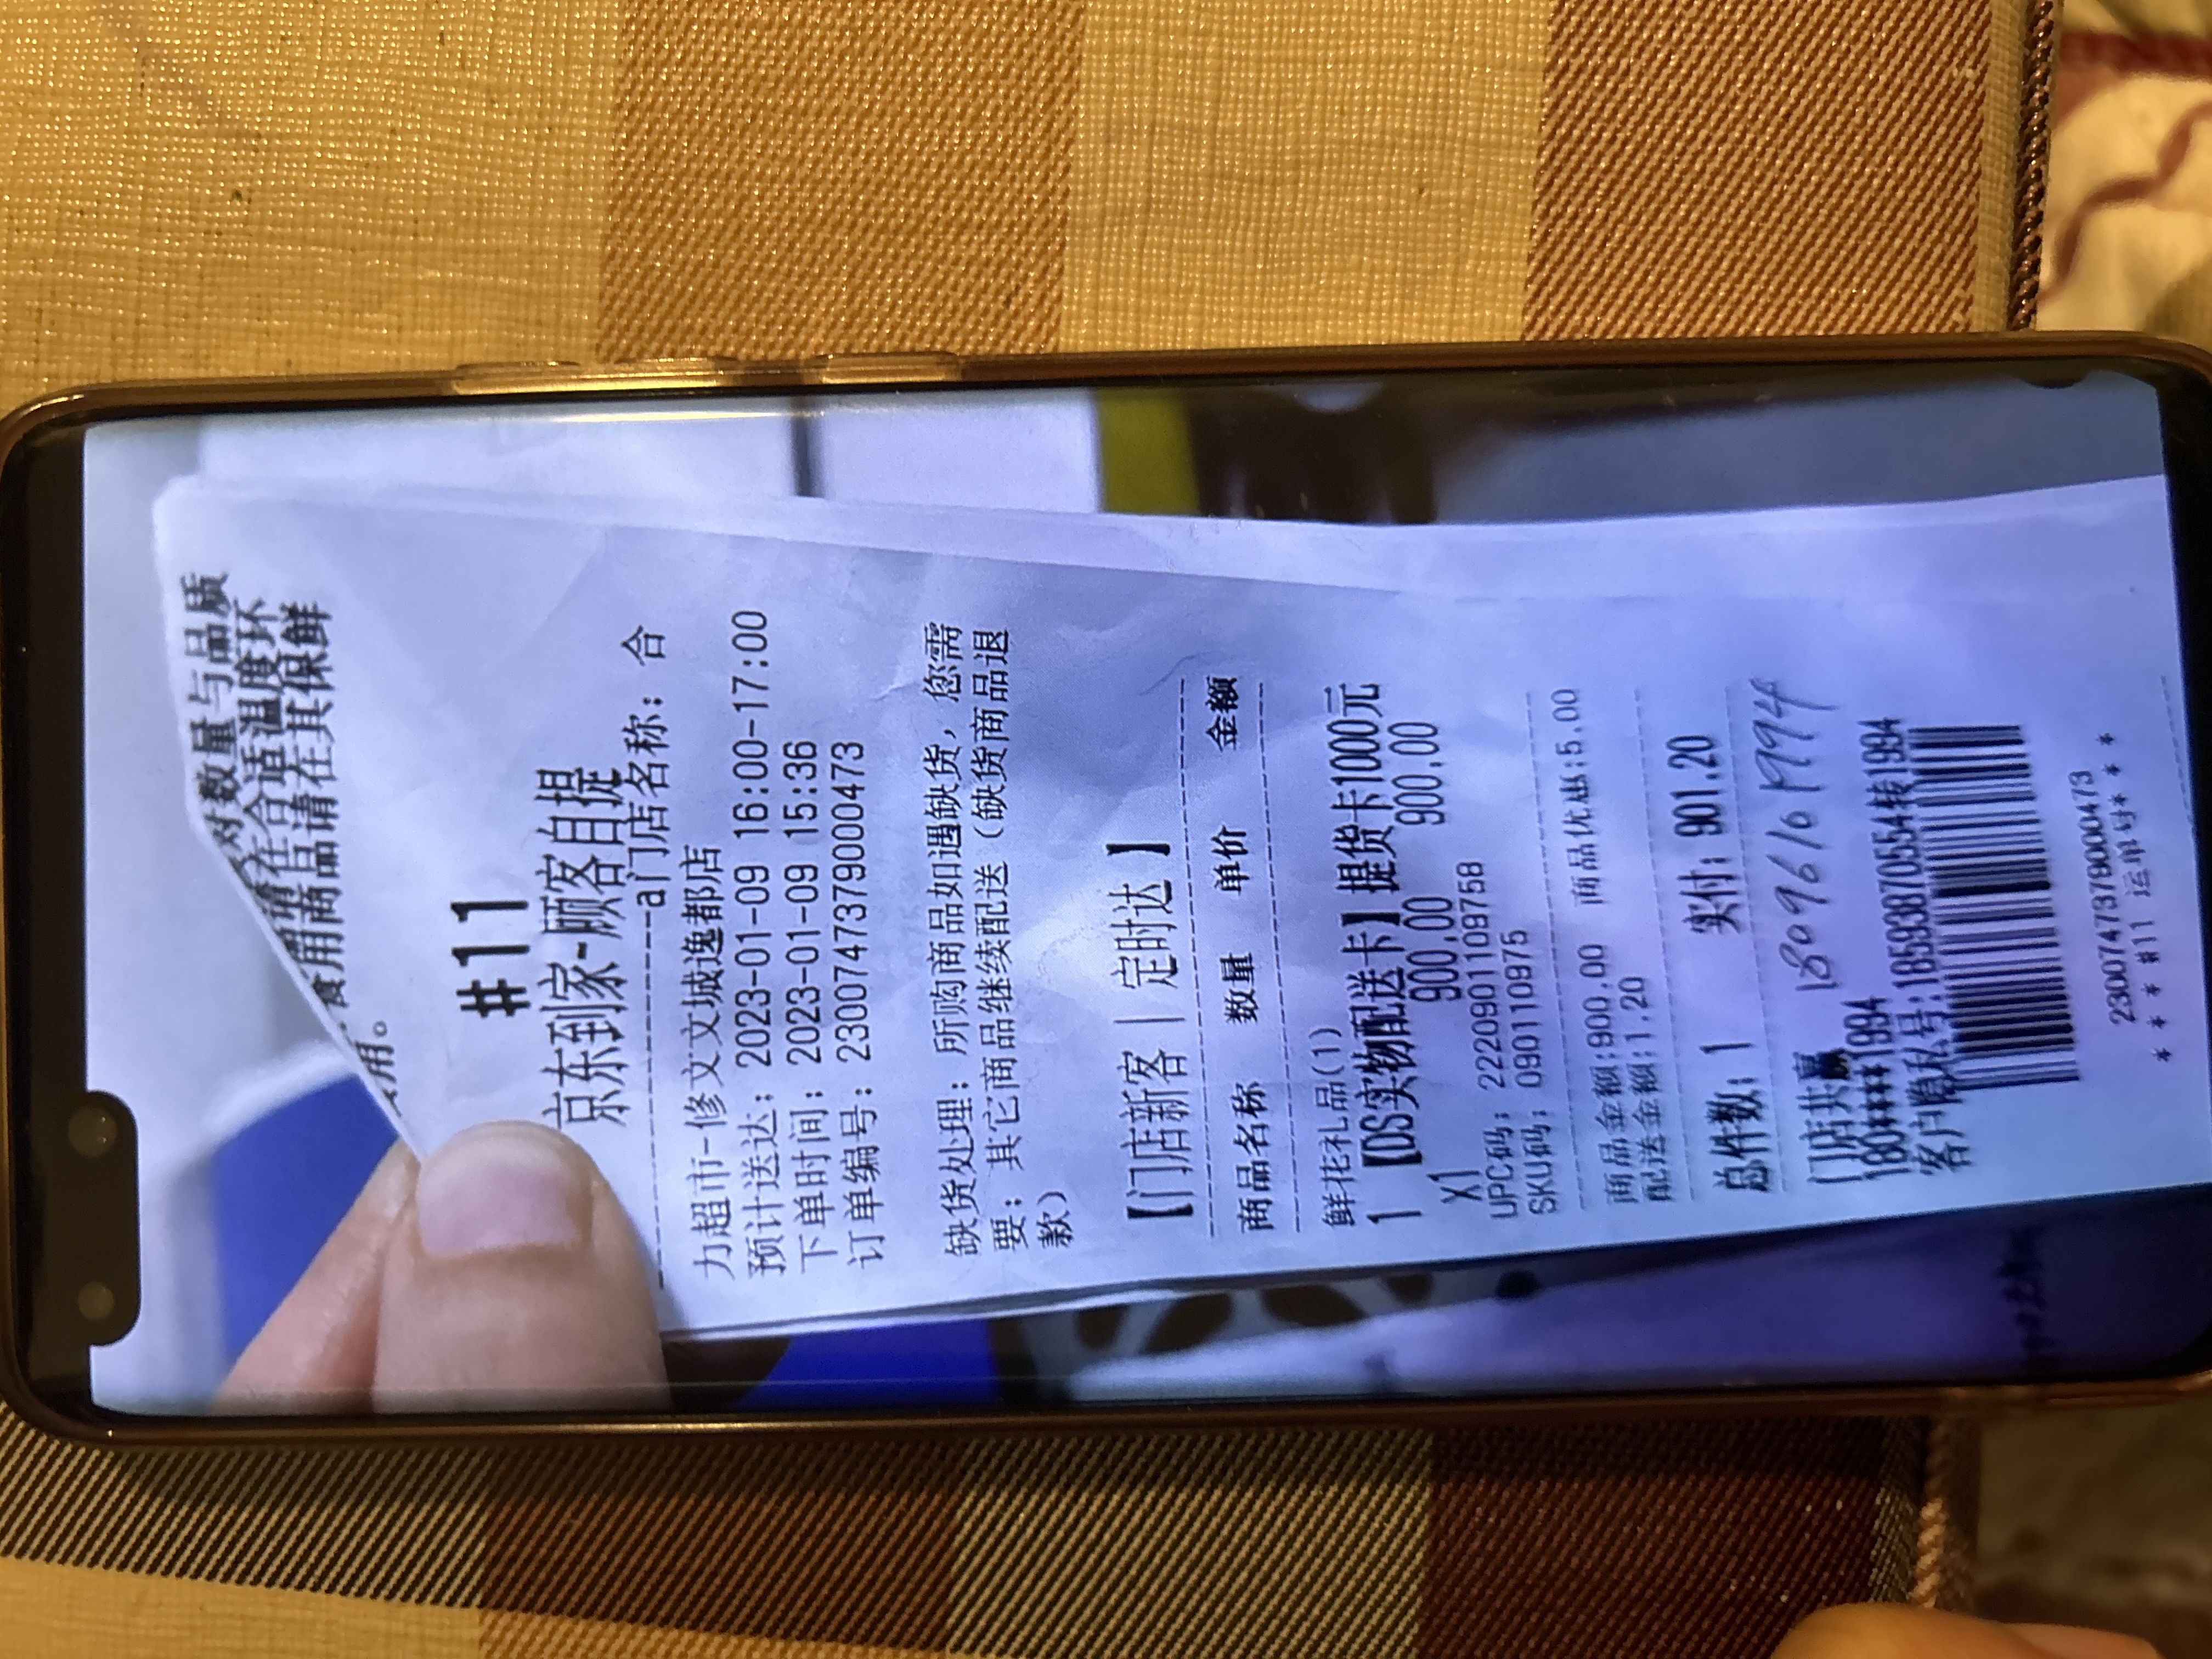 对数量与品质
请在合适温度环
食用商品请在其保鲜
用。
#11
京东到家-顾客自提
a门店名称：合
力超市-修文文城逸都店
预计送达：2023-01-09 16:00-17:00
下单时间：2023-01-09 15:36
订单编号：2300747379000473
缺货处理：所购商品如遇缺货，您需
要：其它商品继续配送（缺货商品退
款）
【门店新客|定时达】
商品名称 数量 单价 金额
鲜花礼品(1)
1 【DS实物配送卡】提货卡1000元
X1 900.00 900.00
UPC码：2220901109758
SKU码：0901109 75
商品金额:900.00 商品优惠:5.00
配送金额:1.20
总件数：1 实付：901.20
门店共赢 18096161994
180****1994
客户隐私号:18593870554转1994
2300747379000473
* * * #11 运单号* * *